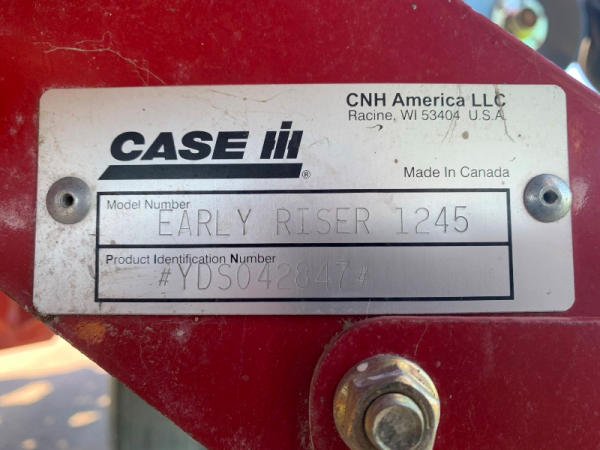 CNH America LLC
Racine, WI 53404 U.S.A.
CASE IH
®
Made In Canada
Model Number
EARLY RISER 1245
Product Identification Number
#YDS042847#